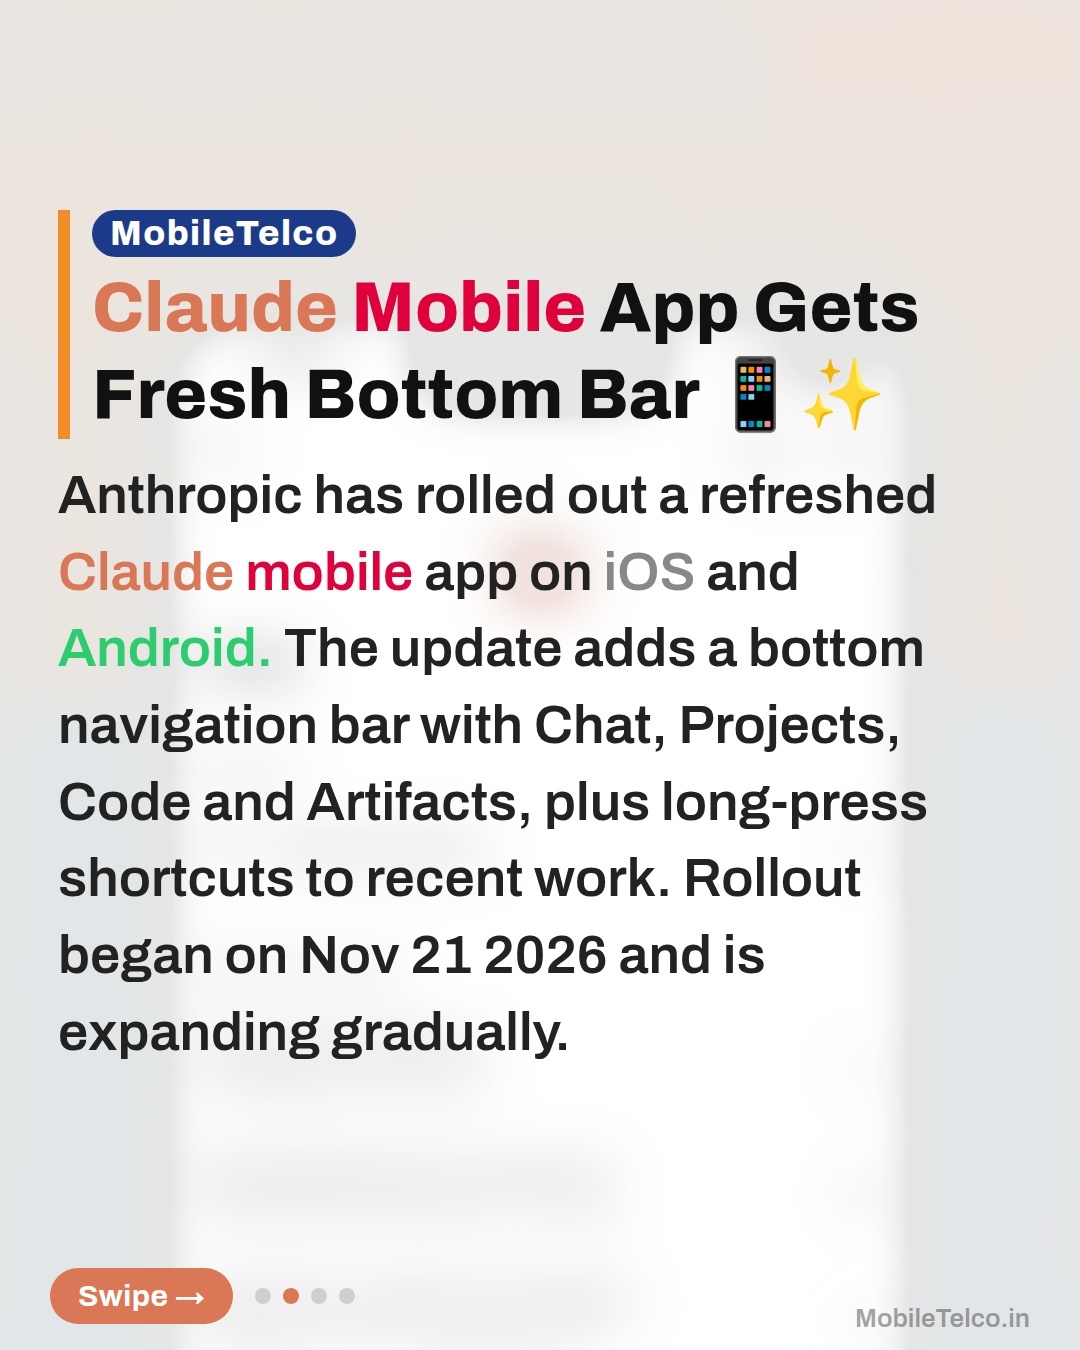 MobileTelco
Claude Mobile App Gets
Fresh Bottom Bar 📱✨
Anthropic has rolled out a refreshed
Claude mobile app on iOS and
Android. The update adds a bottom
navigation bar with Chat, Projects,
Code and Artifacts, plus long-press
shortcuts to recent work. Rollout
began on Nov 21 2026 and is
expanding gradually.
Swipe →
MobileTelco.in